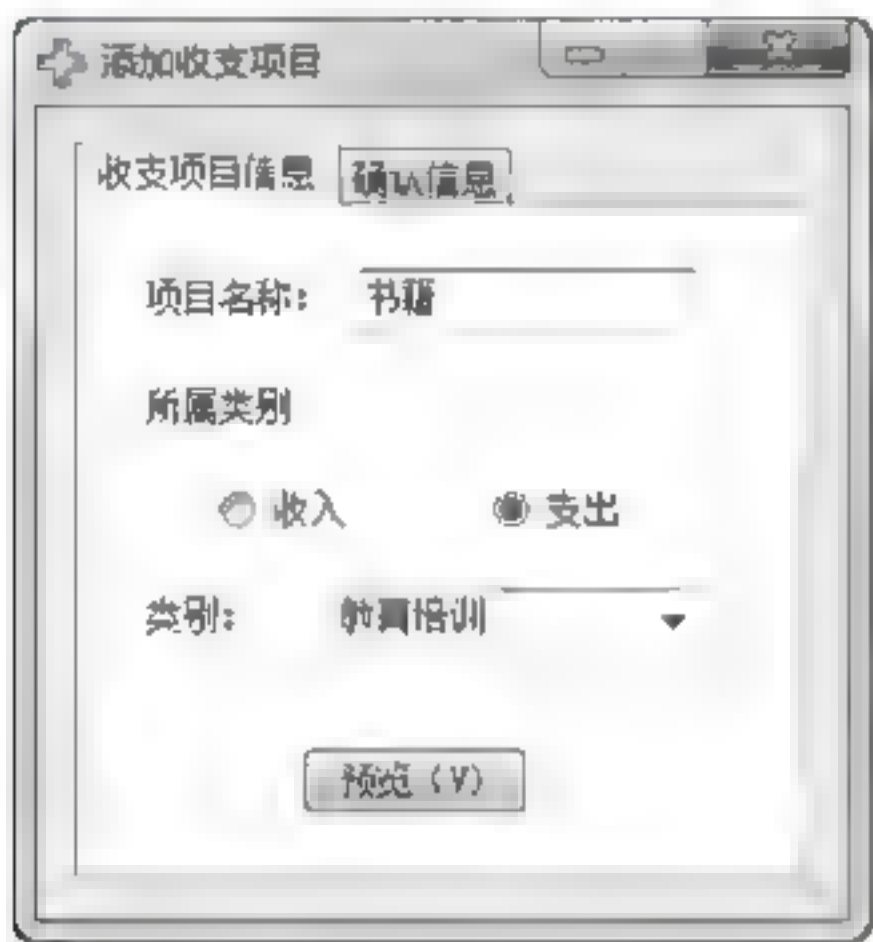 添加收支项目
收支项目信息 确认信息
项目名称： 书籍
所属类别
收入 支出
类别： 教育培训
预览（V）